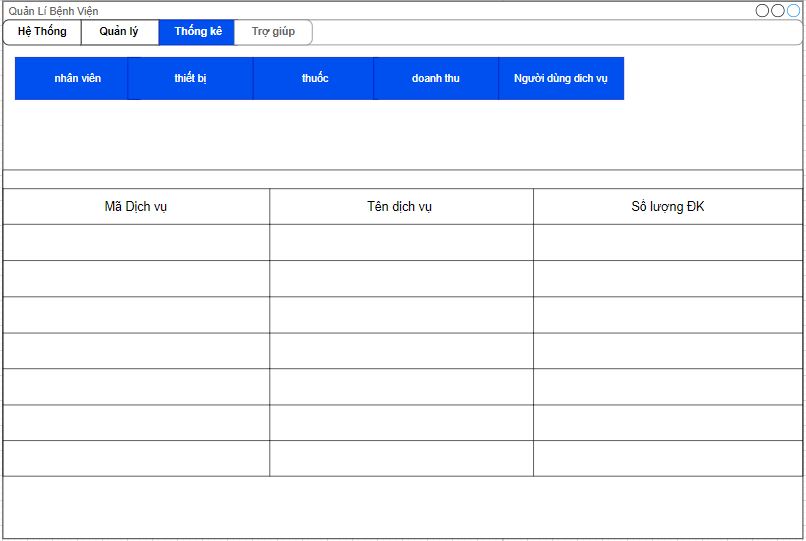 Quản Lí Bệnh Viện
Hệ Thống Quản lý Thống kê Trợ giúp
nhân viên thiết bị thuốc doanh thu Người dùng dich vụ
Mã Dịch vụ Tên dịch vụ Số lượng ĐK